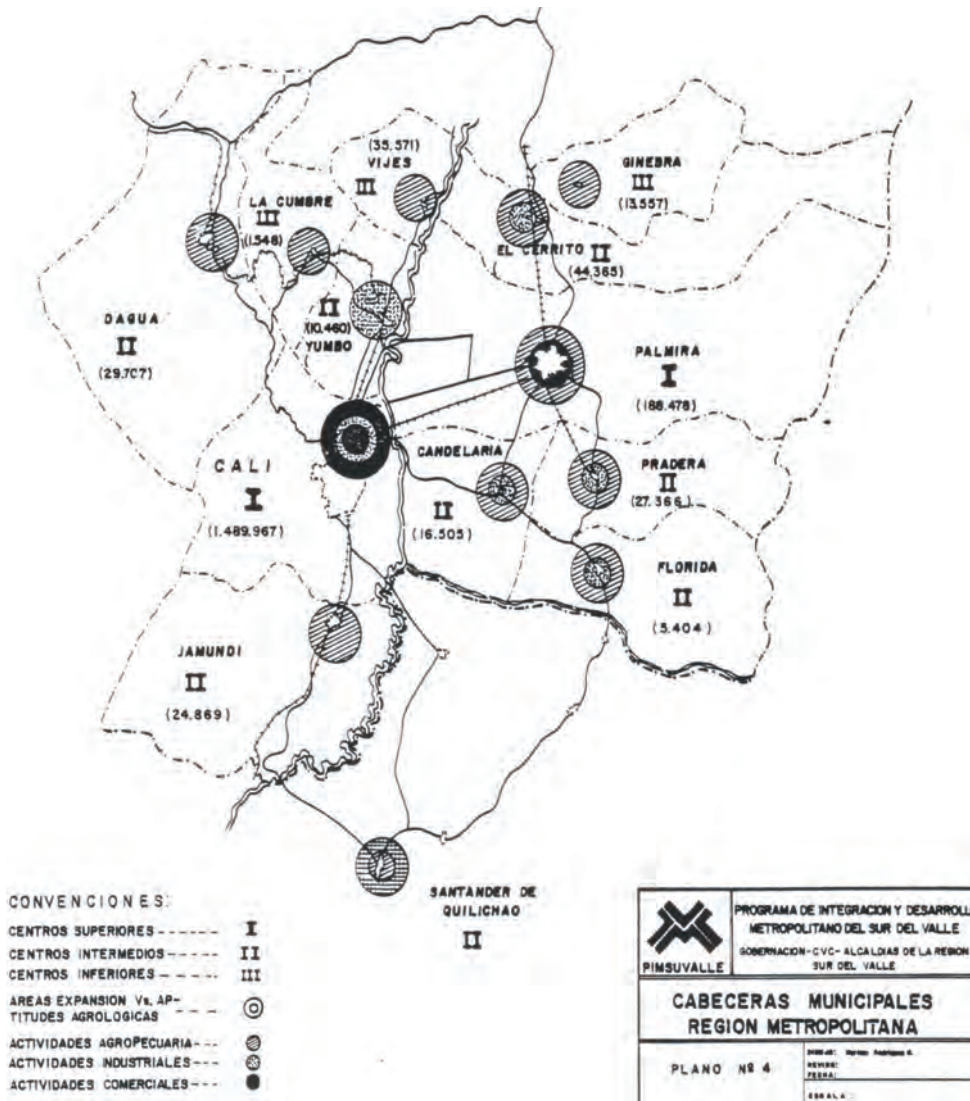 (35.571)
VIJES
III
GINEBRA
III
(13.557)
LA CUMBRE
III
(1.548)
EL CERRITO II
(44.365)
DAGUA
II
(29.707)
II
(10.460)
YUMBO
PALMIRA
I
(188.478)
CANDELARIA
II
(16.505)
PRADERA
II
(27.366)
CALI
I
(1.489.967)
FLORIDA
II
(5.404)
JAMUNDI
II
(24.869)
SANTANDER DE
QUILICHAO
II
CONVENCIONES:
CENTROS SUPERIORES ------ I
CENTROS INTERMEDIOS ----- II
CENTROS INFERIORES ------ III
AREAS EXPANSION Vs. AP-
TITUDES AGROLOGICAS ----
ACTIVIDADES AGROPECUARIA ---
ACTIVIDADES INDUSTRIALES ---
ACTIVIDADES COMERCIALES ---
PIMSUVALLE
PROGRAMA DE INTEGRACION Y DESARROLL
METROPOLITANO DEL SUR DEL VALLE
GOBERNACION-CVC-ALCALDIAS DE LA REGION
SUR DEL VALLE
CABECERAS MUNICIPALES
REGION METROPOLITANA
PLANO Nº 4
REVISO:
FECHA:
ESCALA: